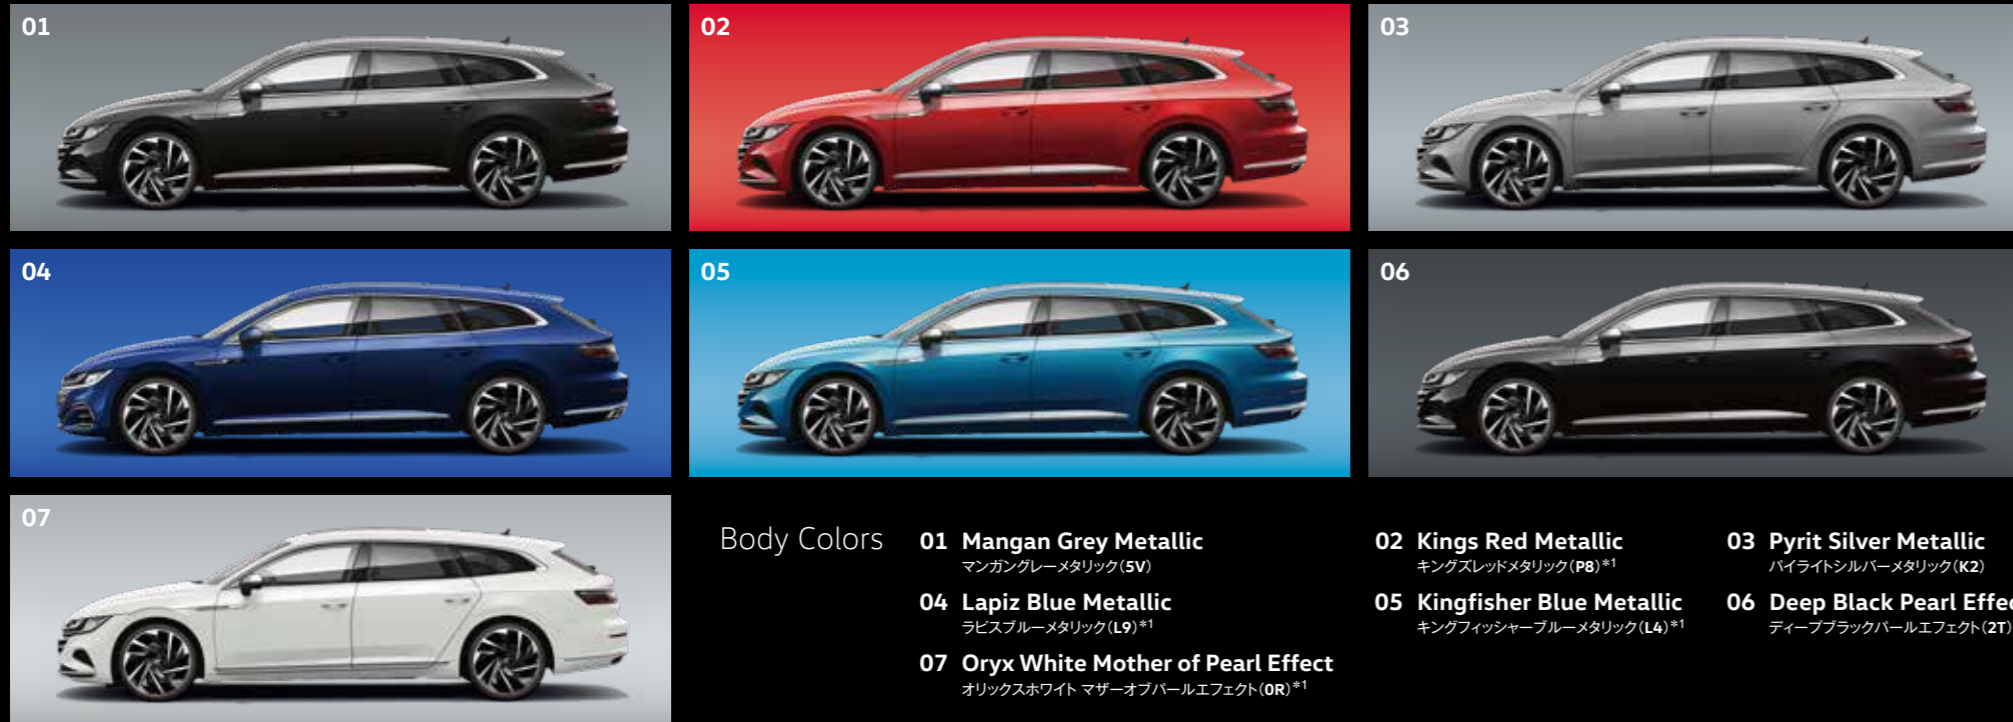 01
02
03
04
05
06
07
Body Colors
01 Mangan Grey Metallic
マンガングレーメタリック(5V)
02 Kings Red Metallic
キングズレッドメタリック(P8)*1
03 Pyrit Silver Metallic
パイライトシルバーメタリック(K2)
04 Lapiz Blue Metallic
ラピスブルーメタリック(L9)*1
05 Kingfisher Blue Metallic
キングフィッシャーブルーメタリック(L4)*1
06 Deep Black Pearl Effec
ディープブラックパールエフェクト(2T)
07 Oryx White Mother of Pearl Effect
オリックスホワイト マザーオブパールエフェクト(0R)*1